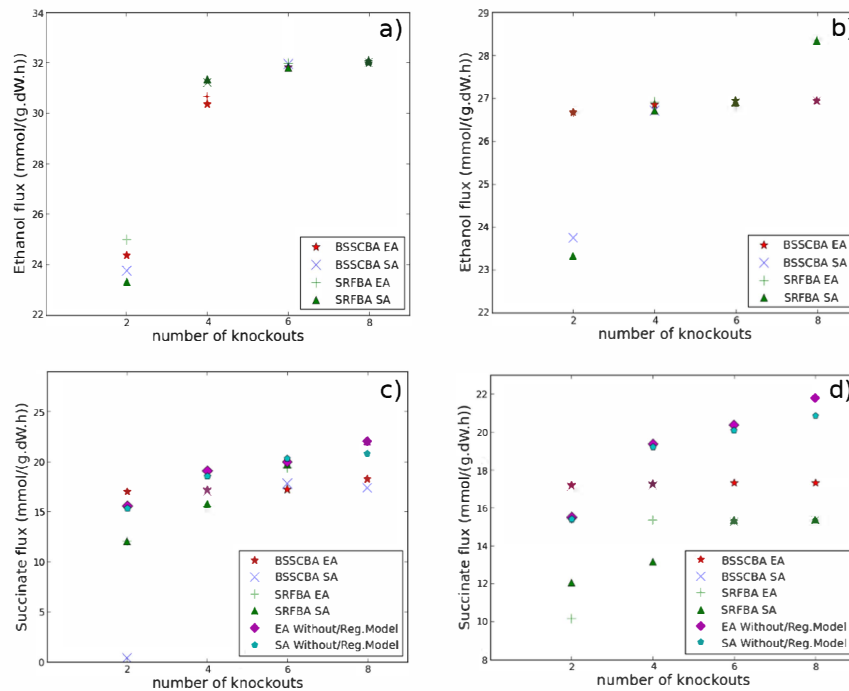 a)
34
32
30
28
26
24
22
Ethanol flux (mmol/(g.dW.h))
BSSCBA EA
BSSCBA SA
SRFBA EA
SRFBA SA
2
4
6
8
number of knockouts
b)
29
28
27
26
25
24
23
22
Ethanol flux (mmol/(g.dW.h))
BSSCBA EA
BSSCBA SA
SRFBA EA
SRFBA SA
2
4
6
8
number of knockouts
c)
25
20
15
10
5
0
Succinate flux (mmol/(g.dW.h))
BSSCBA EA
BSSCBA SA
SRFBA EA
SRFBA SA
EA Without/Reg.Model
SA Without/Reg.Model
2
4
6
8
number of knockouts
d)
22
20
18
16
14
12
10
8
Succinate flux (mmol/(g.dW.h))
BSSCBA EA
BSSCBA SA
SRFBA EA
SRFBA SA
EA Without/Reg.Model
SA Without/Reg.Model
2
4
6
8
number of knockouts